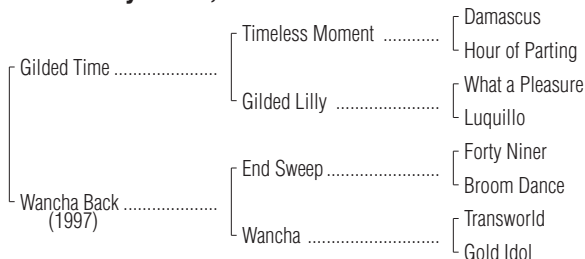 Damascus
Timeless Moment ............
Hour of Parting
Gilded Time ......................
What a Pleasure
Gilded Lilly ......................
Luquillo
Forty Niner
End Sweep ........................
Broom Dance
Wancha Back ....................
(1997)
Transworld
Wancha ............................
Gold Idol